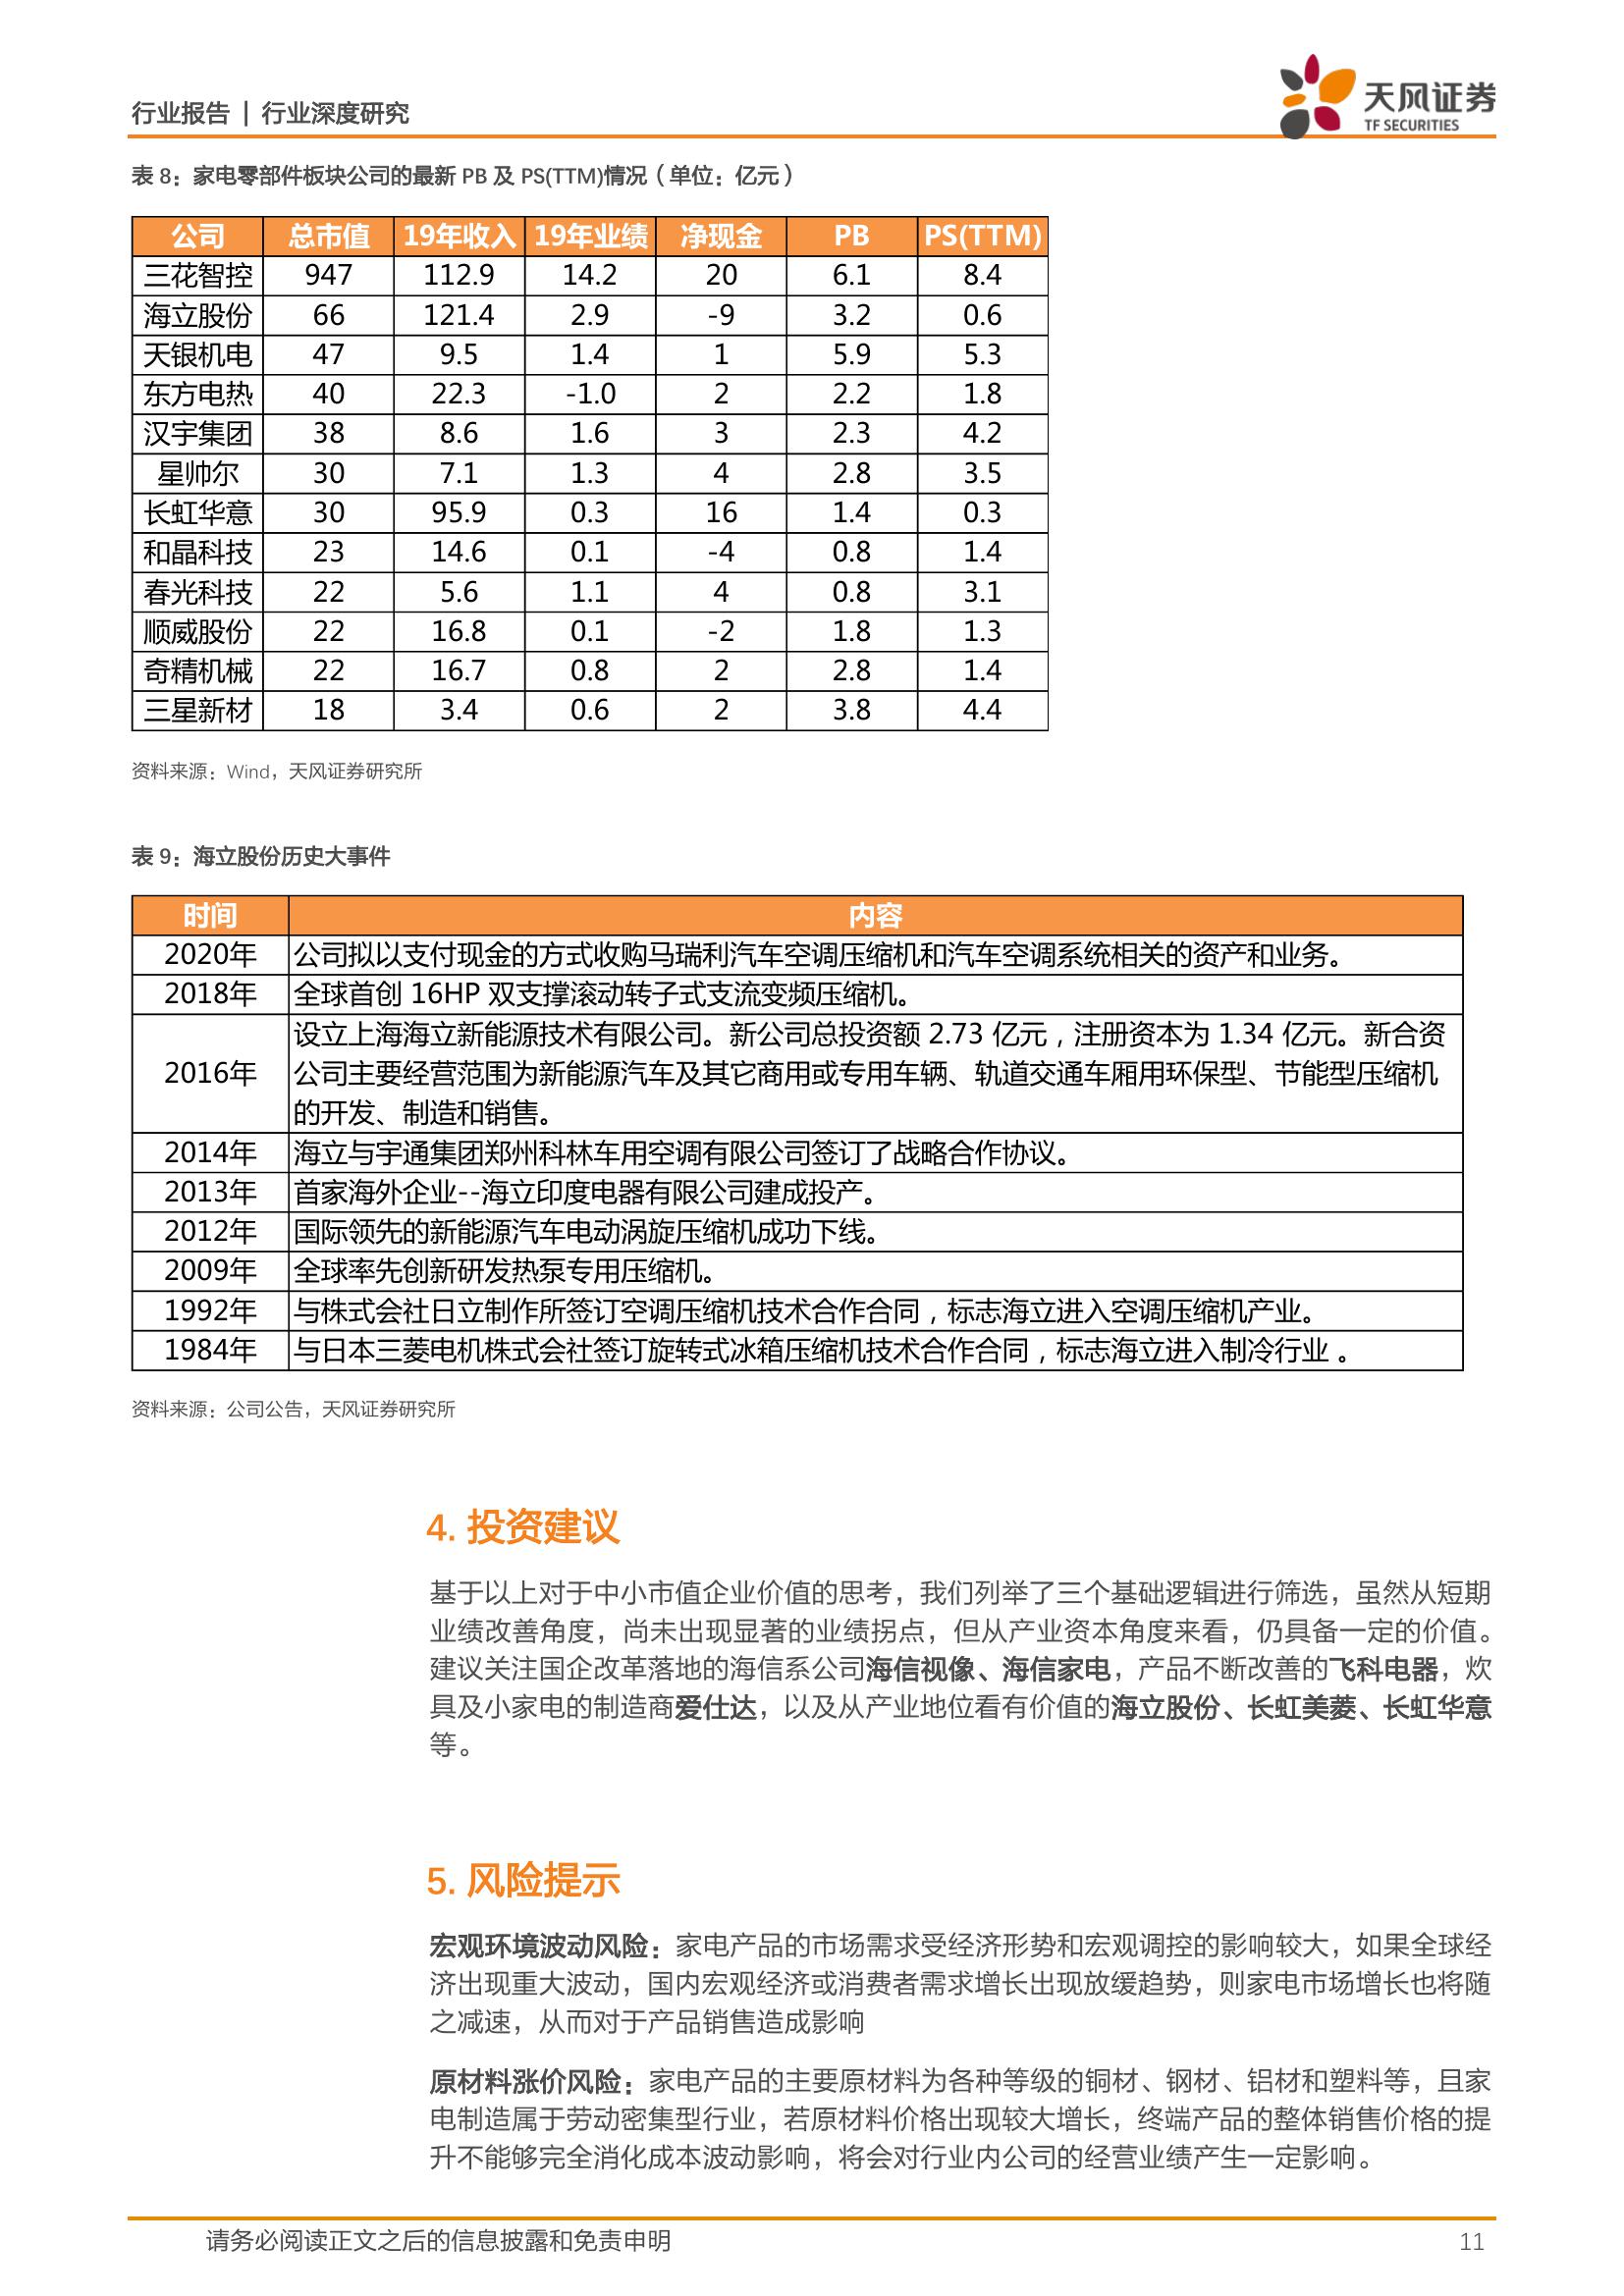 行业报告 | 行业深度研究
天风证券
TF SECURITIES
表 8：家电零部件板块公司的最新 PB 及 PS(TTM)情况（单位：亿元）
公司 总市值 19年收入 19年业绩 净现金 PB PS(TTM)
三花智控 947 112.9 14.2 20 6.1 8.4
海立股份 66 121.4 2.9 -9 3.2 0.6
天银机电 47 9.5 1.4 1 5.9 5.3
东方电热 40 22.3 -1.0 2 2.2 1.8
汉宇集团 38 8.6 1.6 3 2.3 4.2
星帅尔 30 7.1 1.3 4 2.8 3.5
长虹华意 30 95.9 0.3 16 1.4 0.3
和晶科技 23 14.6 0.1 -4 0.8 1.4
春光科技 22 5.6 1.1 4 0.8 3.1
顺威股份 22 16.8 0.1 -2 1.8 1.3
奇精机械 22 16.7 0.8 2 2.8 1.4
三星新材 18 3.4 0.6 2 3.8 4.4
资料来源：Wind，天风证券研究所
表 9：海立股份历史大事件
时间 内容
2020年 公司拟以支付现金的方式收购马瑞利汽车空调压缩机和汽车空调系统相关的资产和业务。
2018年 全球首创 16HP 双支撑滚动转子式支流变频压缩机。
设立上海海立新能源技术有限公司。新公司总投资额 2.73 亿元，注册资本为 1.34 亿元。新合资
2016年 公司主要经营范围为新能源汽车及其它商用或专用车辆、轨道交通车厢用环保型、节能型压缩机
的开发、制造和销售。
2014年 海立与宇通集团郑州科林车用空调有限公司签订了战略合作协议。
2013年 首家海外企业--海立印度电器有限公司建成投产。
2012年 国际领先的新能源汽车电动涡旋压缩机成功下线。
2009年 全球率先创新研发热泵专用压缩机。
1992年 与株式会社日立制作所签订空调压缩机技术合作合同，标志海立进入空调压缩机产业。
1984年 与日本三菱电机株式会社签订旋转式冰箱压缩机技术合作合同，标志海立进入制冷行业 。
资料来源：公司公告，天风证券研究所
4. 投资建议
基于以上对于中小市值企业价值的思考，我们列举了三个基础逻辑进行筛选，虽然从短期
业绩改善角度，尚未出现显著的业绩拐点，但从产业资本角度来看，仍具备一定的价值。
建议关注国企改革落地的海信系公司海信视像、海信家电，产品不断改善的飞科电器，炊
具及小家电的制造商爱仕达，以及从产业地位看有价值的海立股份、长虹美菱、长虹华意
等。
5. 风险提示
宏观环境波动风险：家电产品的市场需求受经济形势和宏观调控的影响较大，如果全球经
济出现重大波动，国内宏观经济或消费者需求增长出现放缓趋势，则家电市场增长也将随
之减速，从而对于产品销售造成影响
原材料涨价风险：家电产品的主要原材料为各种等级的铜材、钢材、铝材和塑料等，且家
电制造属于劳动密集型行业，若原材料价格出现较大增长，终端产品的整体销售价格的提
升不能够完全消化成本波动影响，将会对行业内公司的经营业绩产生一定影响。
请务必阅读正文之后的信息披露和免责申明 11